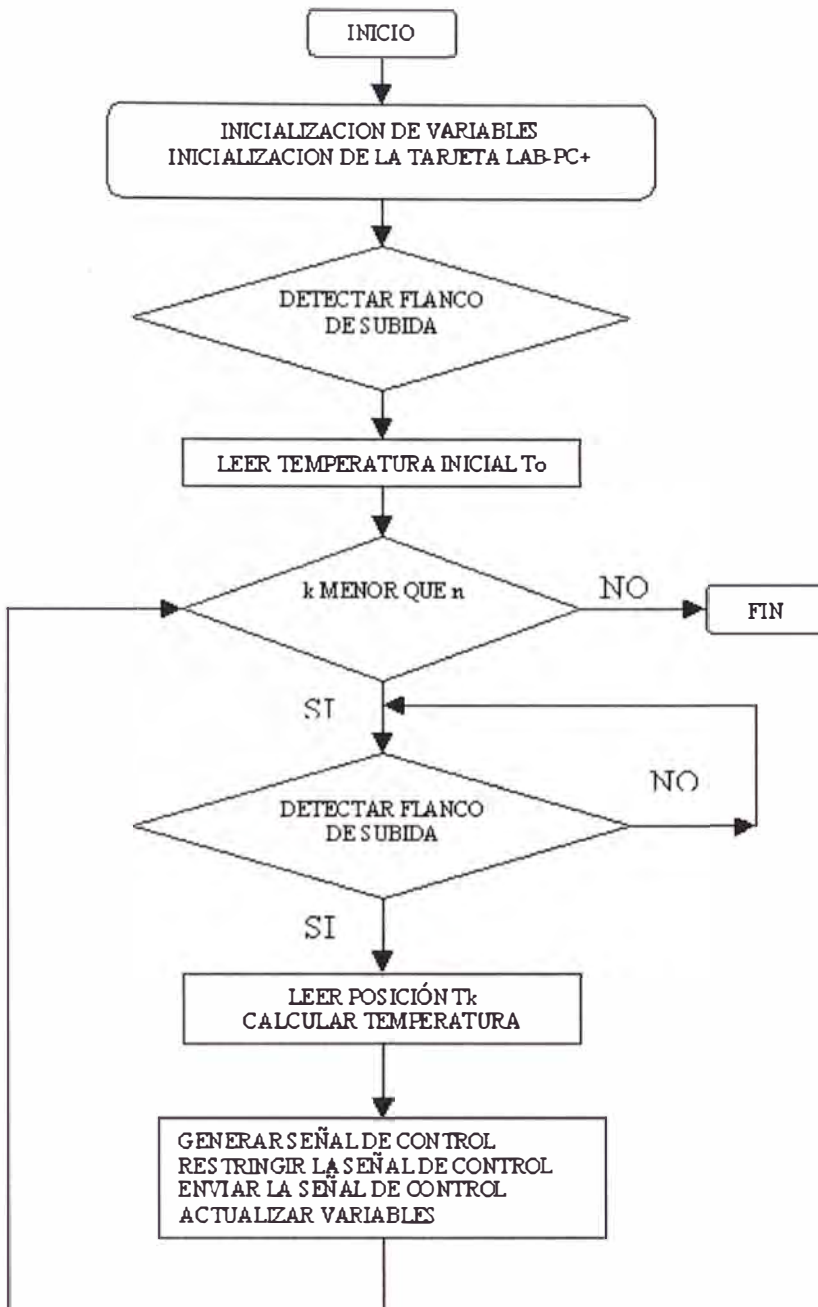 INICIO
INICIALIZACION DE VARIABLES
INICIALIZACION DE LA TARJETA LAB-PC+
DETECTAR FLANCO
DE SUBIDA
LEER TEMPERATURA INICIAL To
k MENOR QUE n
NO
FIN
SI
DETECTAR FLANCO
DE SUBIDA
NO
SI
LEER POSICIÓN Tk
CALCULAR TEMPERATURA
GENERAR SEÑAL DE CONTROL
RESTRINGIR LA SEÑAL DE CONTROL
ENVIAR LA SEÑAL DE CONTROL
ACTUALIZAR VARIABLES